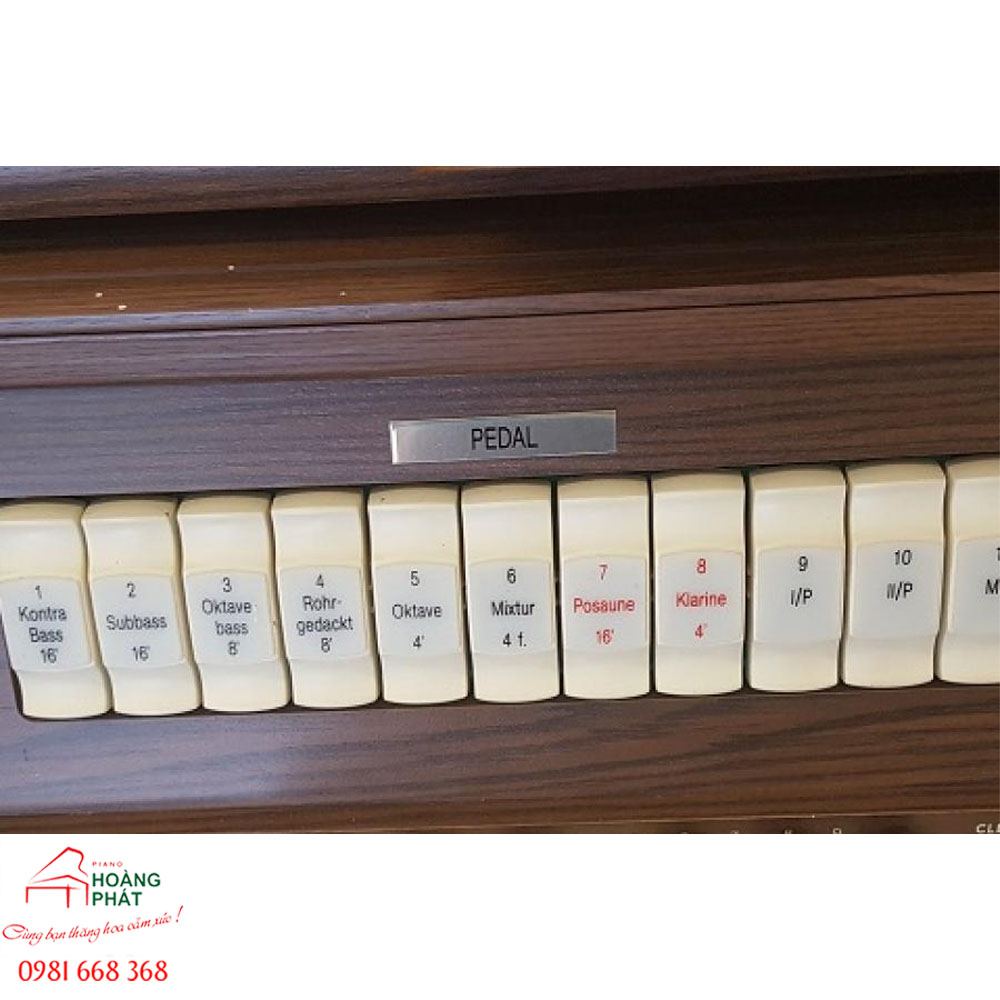 PEDAL
1
Kontra
Bass
16'
2
Subbass
16'
3
Oktave
bass
8'
4
Rohr-
gedackt
8'
5
Oktave
4'
6
Mixtur
4 f.
7
Posaune
16'
8
Klarine
4'
9
I/P
10
II/P
PIANO
HOÀNG
PHÁT
Cùng bạn thăng hoa cảm xúc !
0981 668 368